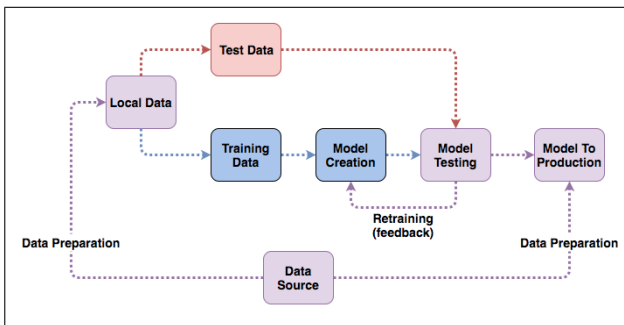 Test Data
Local Data
Training
Data
Model
Creation
Model
Testing
Model To
Production
Retraining
(feedback)
Data Preparation
Data Preparation
Data
Source